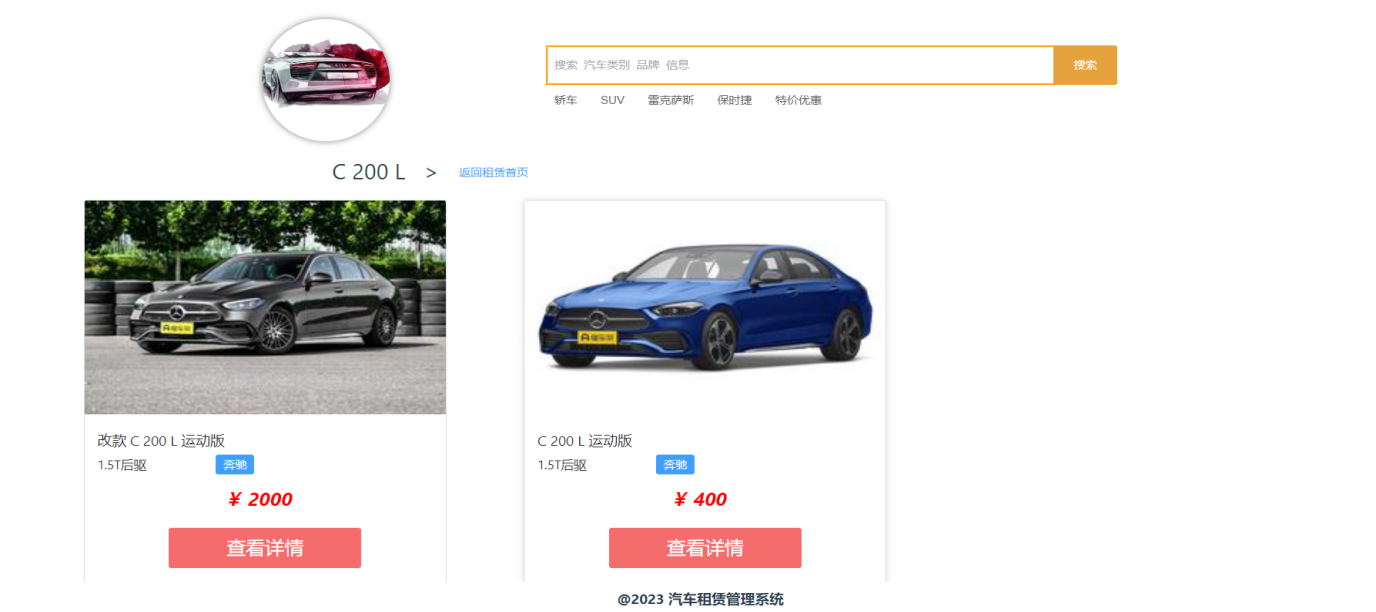 搜索 汽车类别 品牌 信息
搜索
轿车 SUV 雷克萨斯 保时捷 特价优惠
C 200 L > 返回租赁首页
改款 C 200 L 运动版
1.5T后驱 奔驰
¥ 2000
查看详情
C 200 L 运动版
1.5T后驱 奔驰
¥ 400
查看详情
@2023 汽车租赁管理系统